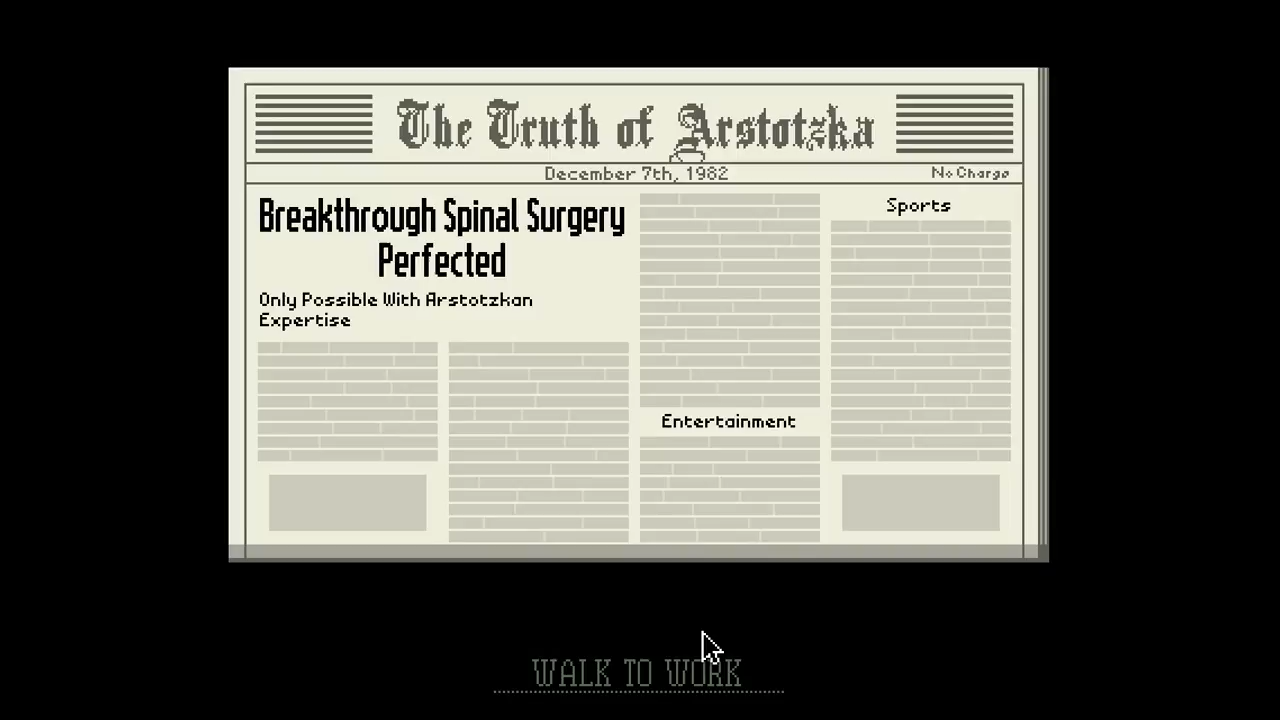 The Truth of Arstotzka
December 7th, 1982
No Charge
Breakthrough Spinal Surgery
Perfected
Only Possible With Arstotzkan
Expertise
Sports
Entertainment
WALK TO WORK